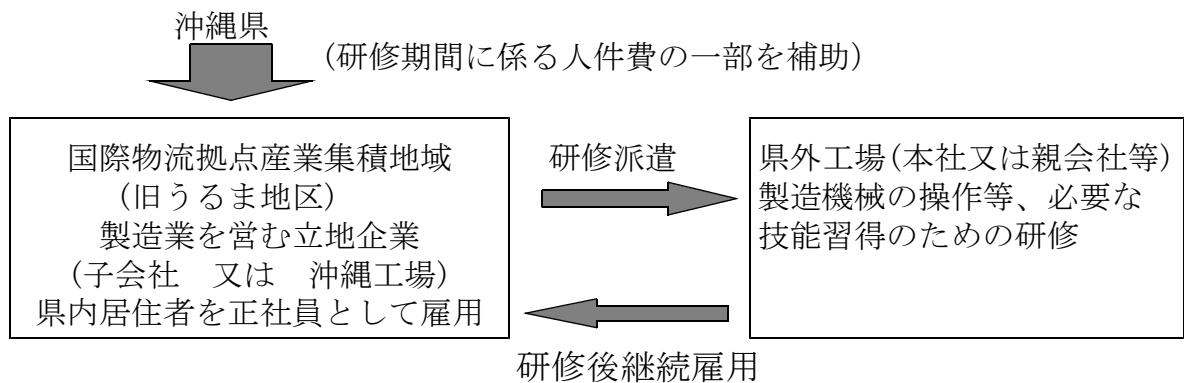 沖縄県
(研修期間に係る人件費の一部を補助)
国際物流拠点産業集積地域
(旧うるま地区)
製造業を営む立地企業
(子会社　又は　沖縄工場)
県内居住者を正社員として雇用
研修派遣
県外工場(本社又は親会社等)
製造機械の操作等、必要な
技能習得のための研修
研修後継続雇用